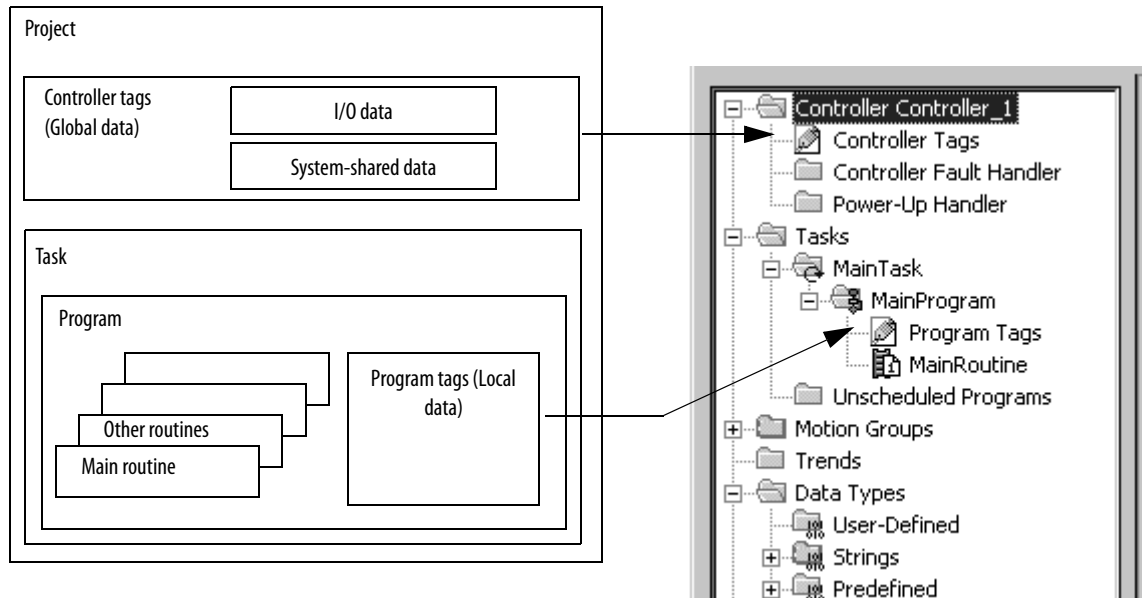 Project
Controller tags
(Global data)
I/O data
System-shared data
Task
Program
Program tags (Local
data)
Other routines
Main routine
Controller Controller_1
Controller Tags
Controller Fault Handler
Power-Up Handler
Tasks
MainTask
MainProgram
Program Tags
MainRoutine
Unscheduled Programs
Motion Groups
Trends
Data Types
User-Defined
Strings
Predefined